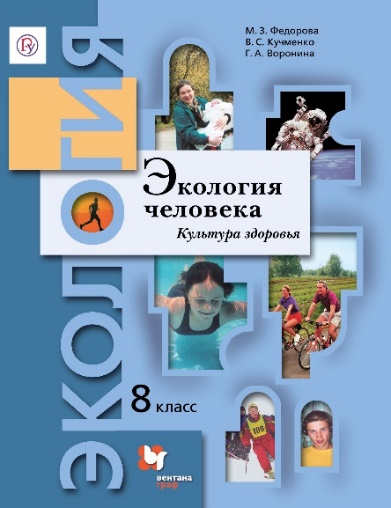 М. З. Федорова
В. С. Кучменко
Г. А. Воронина
ЭКОЛОГИЯ
Экология
человека
Культура здоровья
8 класс
вентана
граф